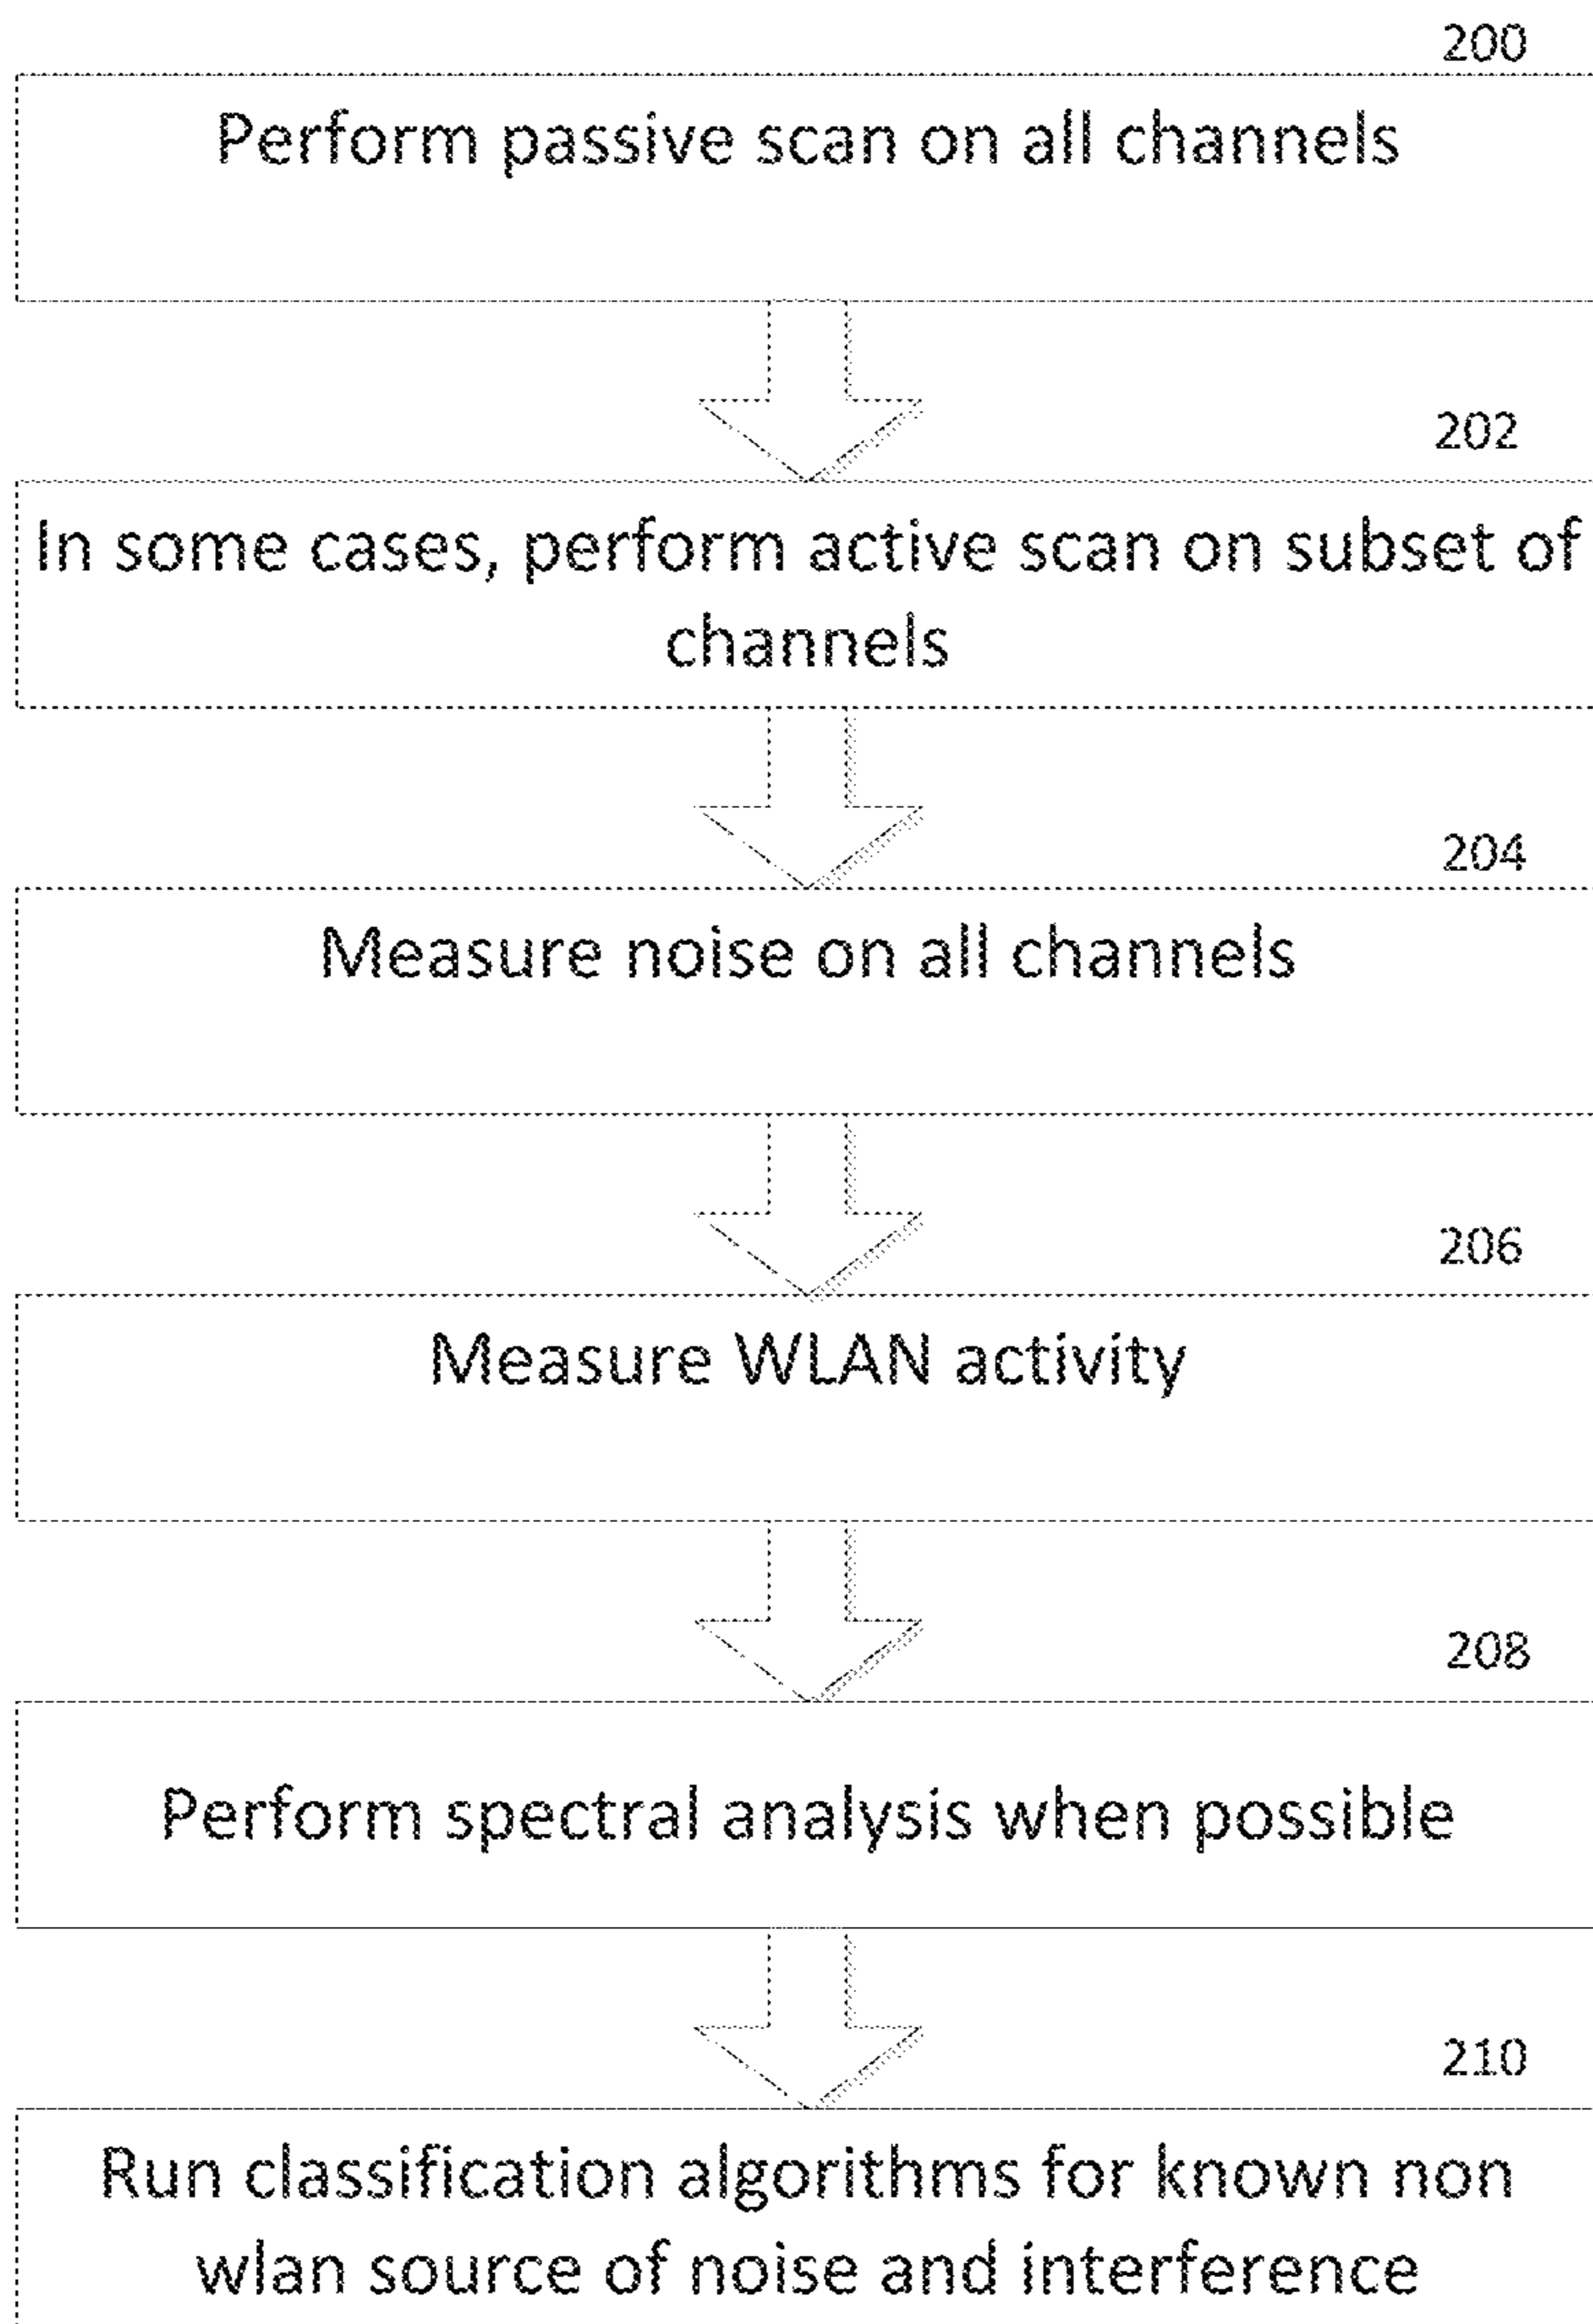 200
Perform passive scan on all channels
202
In some cases, perform active scan on subset of
channels
204
Measure noise on all channels
206
Measure WLAN activity
208
Perform spectral analysis when possible
210
Run classification algorithms for known non
wlan source of noise and interference